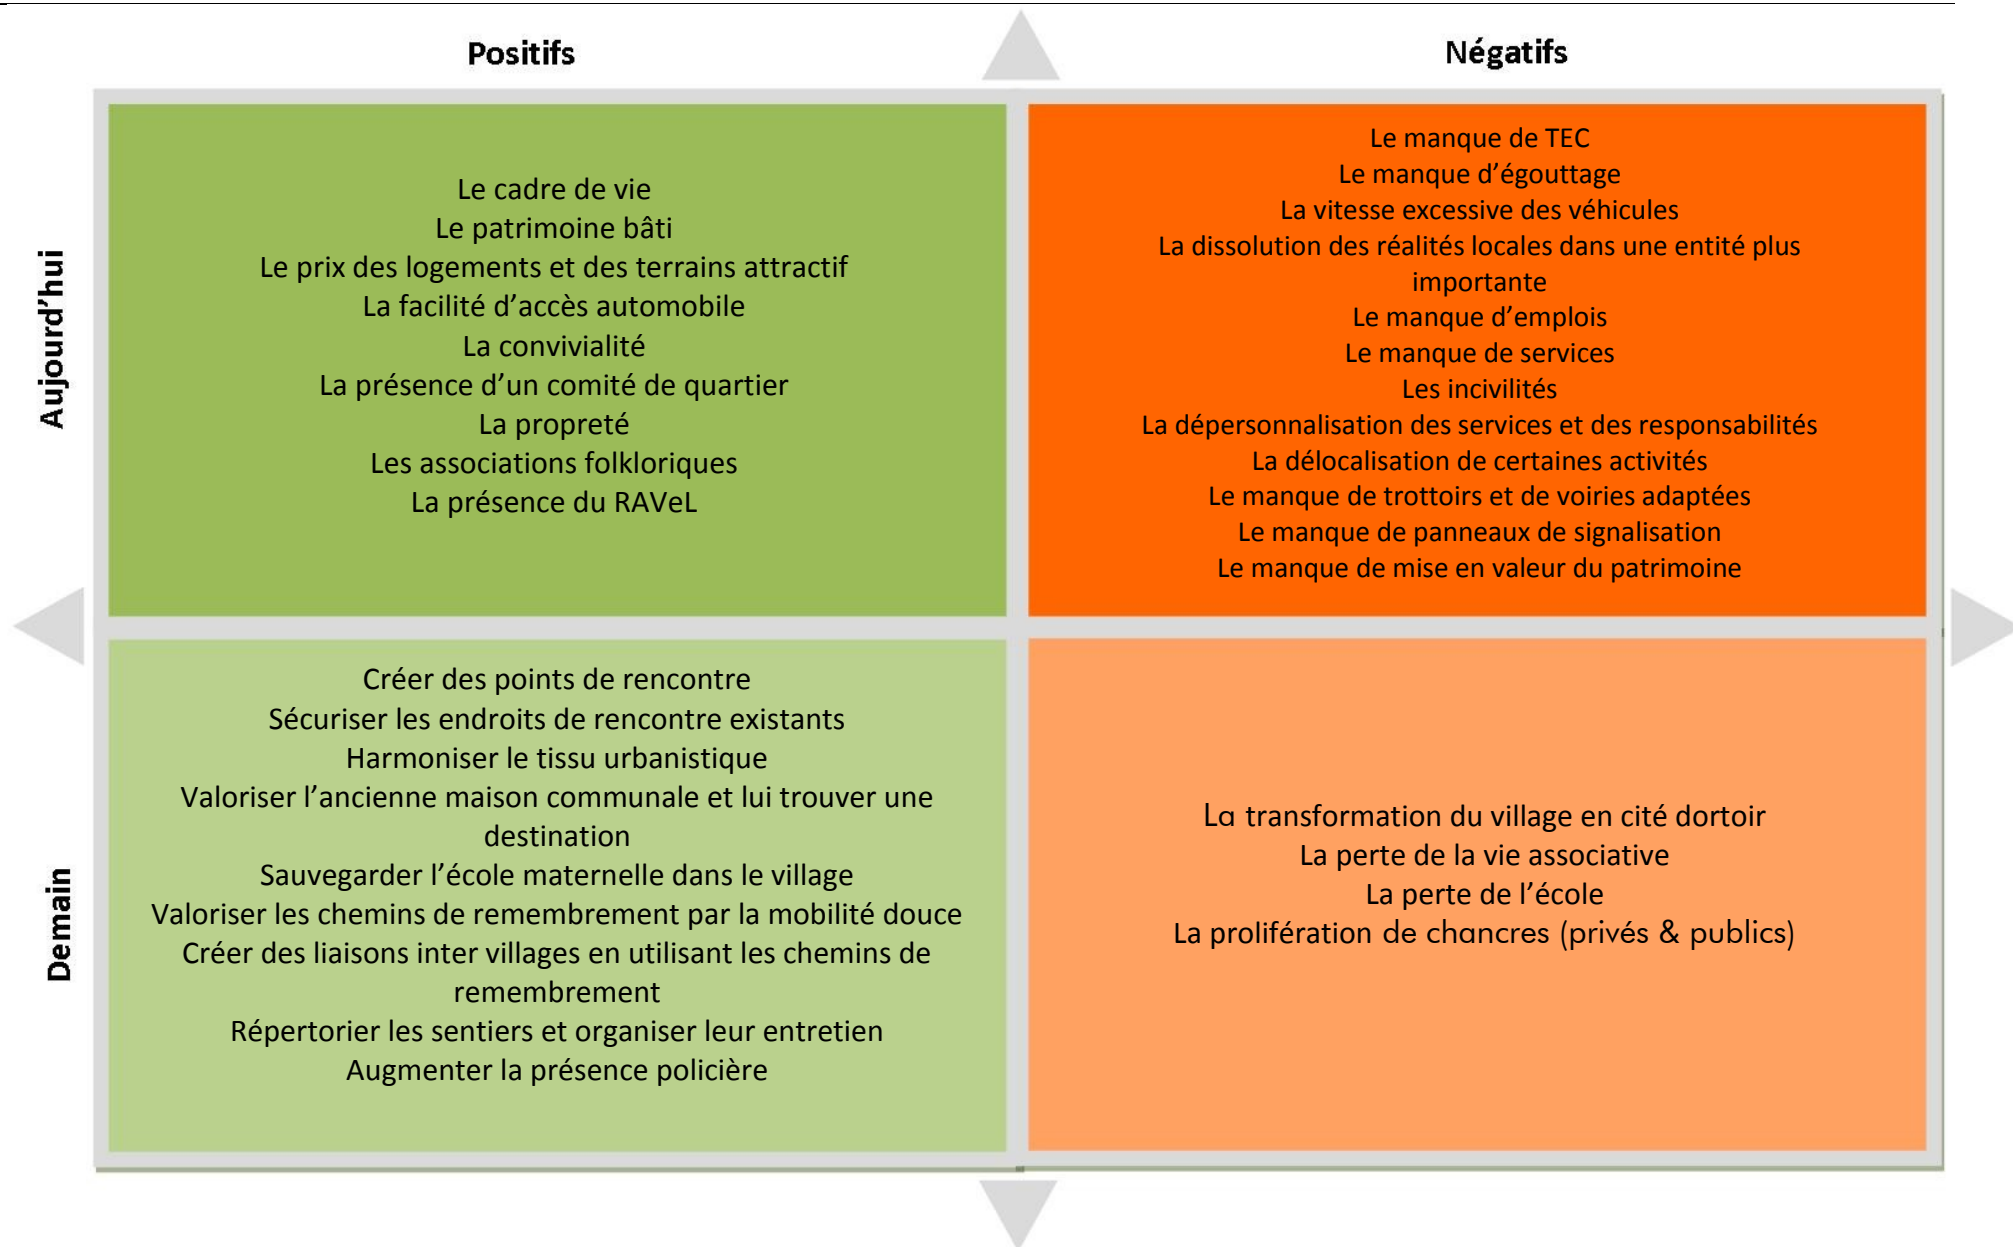 Positifs
Négatifs
Aujourd’hui
Le cadre de vie
Le patrimoine bâti
Le prix des logements et des terrains attractif
La facilité d’accès automobile
La convivialité
La présence d’un comité de quartier
La propreté
Les associations folkloriques
La présence du RAVeL
Le manque de TEC
Le manque d’égouttage
La vitesse excessive des véhicules
La dissolution des réalités locales dans une entité plus
importante
Le manque d’emplois
Le manque de services
Les incivilités
La dépersonnalisation des services et des responsabilités
La délocalisation de certaines activités
Le manque de trottoirs et de voiries adaptées
Le manque de panneaux de signalisation
Le manque de mise en valeur du patrimoine
Demain
Créer des points de rencontre
Sécuriser les endroits de rencontre existants
Harmoniser le tissu urbanistique
Valoriser l’ancienne maison communale et lui trouver une
destination
Sauvegarder l’école maternelle dans le village
Valoriser les chemins de remembrement par la mobilité douce
Créer des liaisons inter villages en utilisant les chemins de
remembrement
Répertorier les sentiers et organiser leur entretien
Augmenter la présence policière
La transformation du village en cité dortoir
La perte de la vie associative
La perte de l’école
La prolifération de chancres (privés & publics)